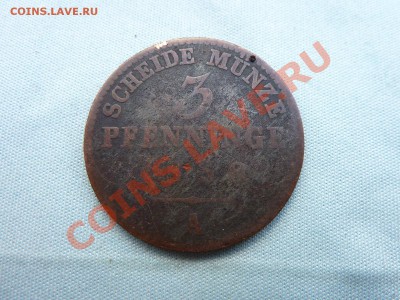 COINS.LAVE.RU
SCHEIDE MÜNZE
3
PFENNINGE
A
COINS.LAVE.RU